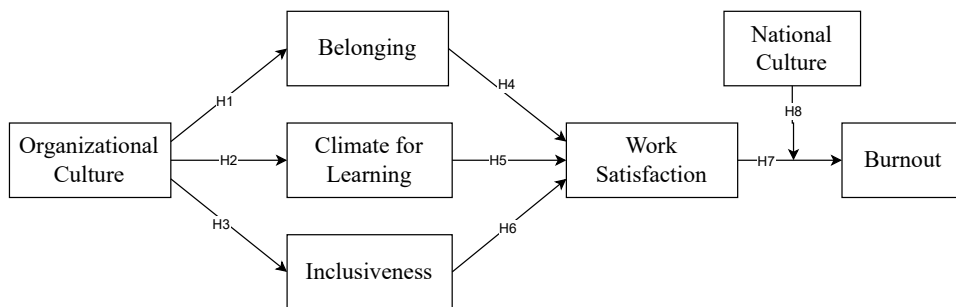 Belonging
National
Culture
H1
H4
H8
Organizational
Culture
H2
Climate for
Learning
H5
Work
Satisfaction
H7
Burnout
H3
H6
Inclusiveness